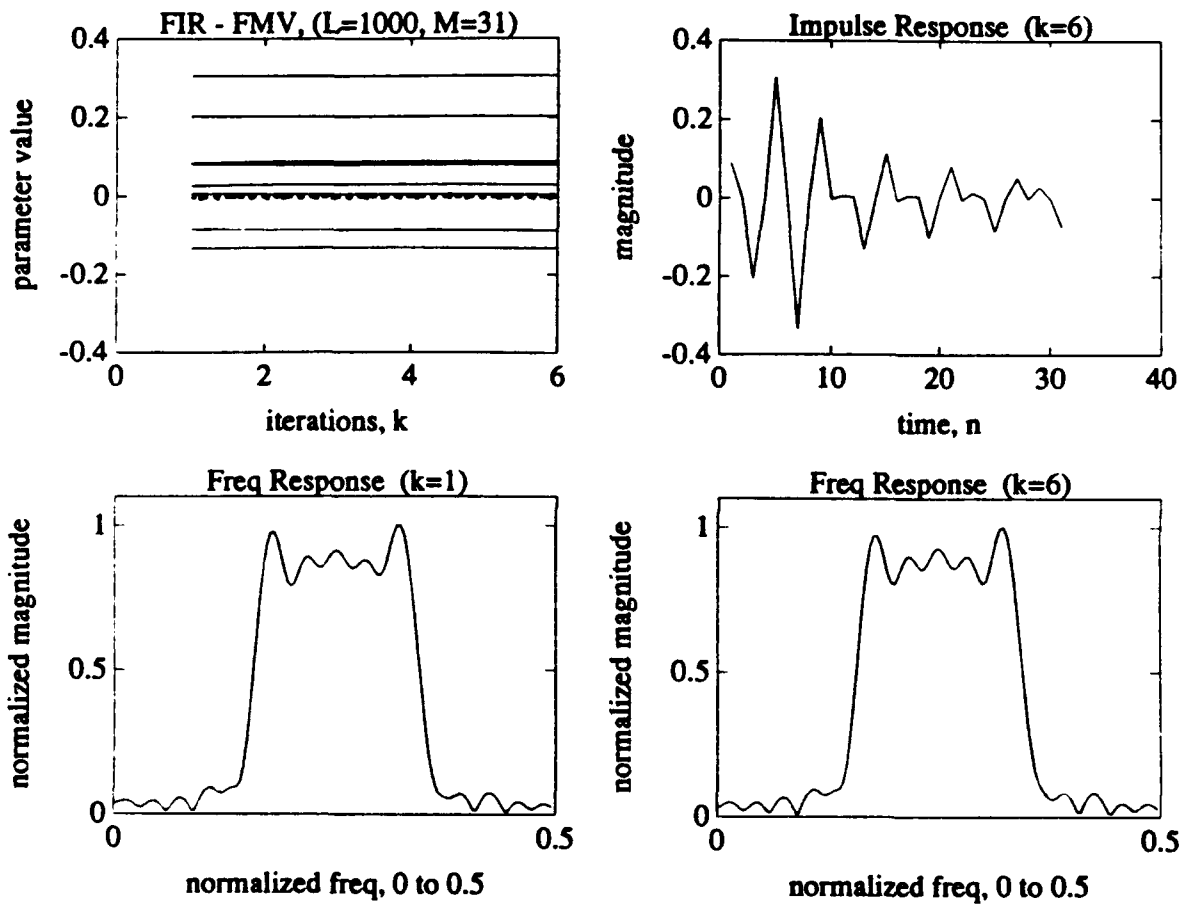 FIR - FMV, (L=1000, M=31)
0.4
0.2
0
-0.2
-0.4
parameter value
0
2
4
6
iterations, k
Impulse Response (k=6)
0.4
0.2
0
-0.2
-0.4
magnitude
0
10
20
30
40
time, n
Freq Response (k=1)
1
0.5
0
normalized magnitude
0
0.5
normalized freq, 0 to 0.5
Freq Response (k=6)
1
0.5
0
normalized magnitude
0
0.5
normalized freq, 0 to 0.5